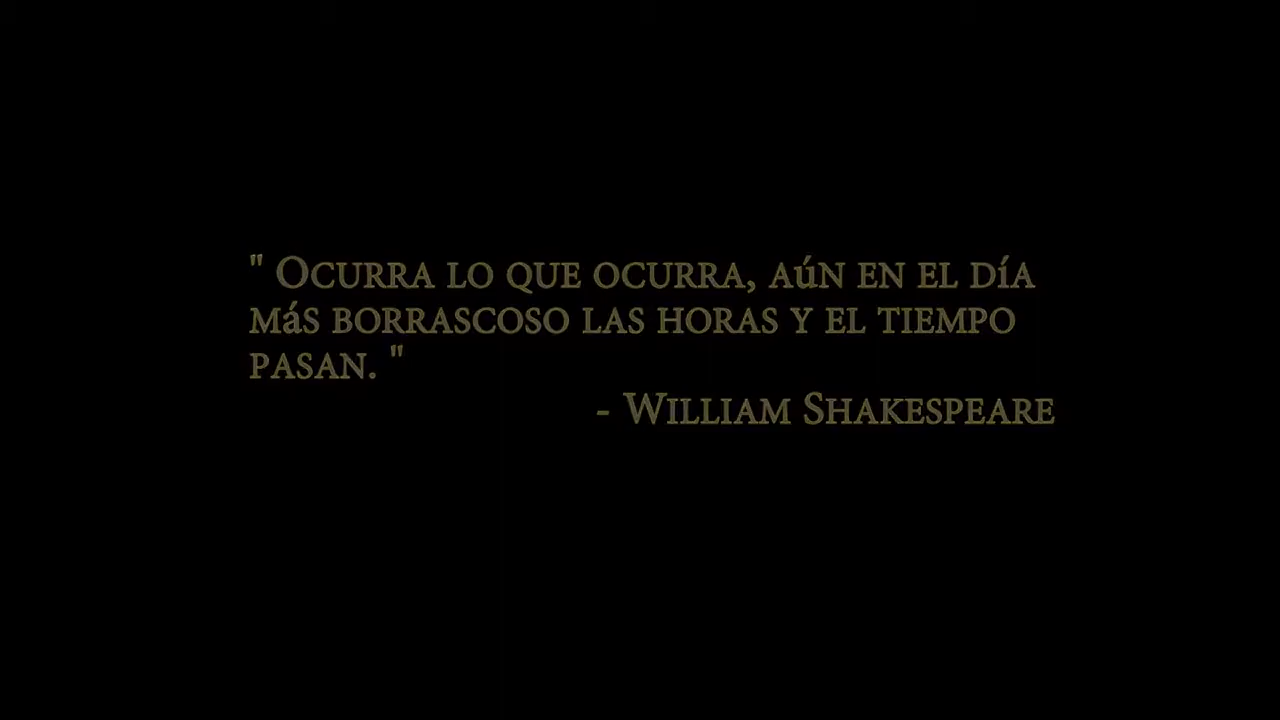 " Ocurra lo que ocurra, aún en el día
más borrascoso las horas y el tiempo
pasan. "
- William Shakespeare